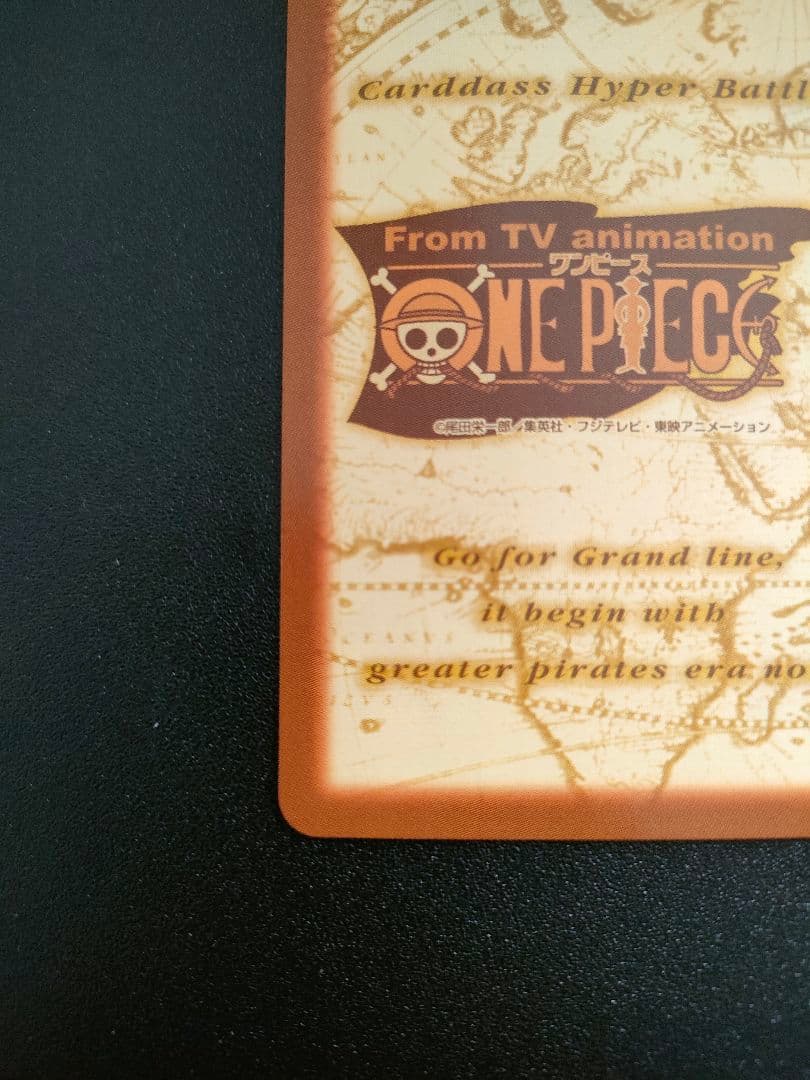 Carddass Hyper Battl
From TV animation
ワンピース
ONE PIECE
©尾田栄一郎／集英社・フジテレビ・東映アニメーション
Go for Grand line,
it begin with
greater pirates era no